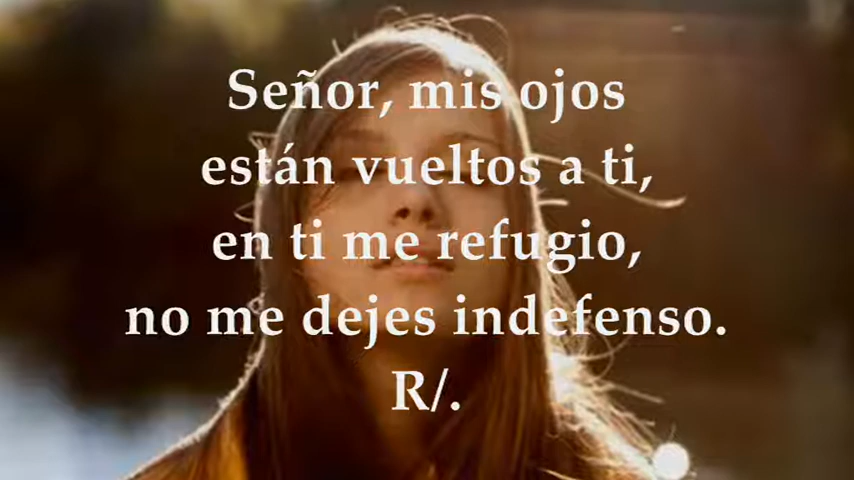 Señor, mis ojos
están vueltos a ti,
en ti me refugio,
no me dejes indefenso.
R/.